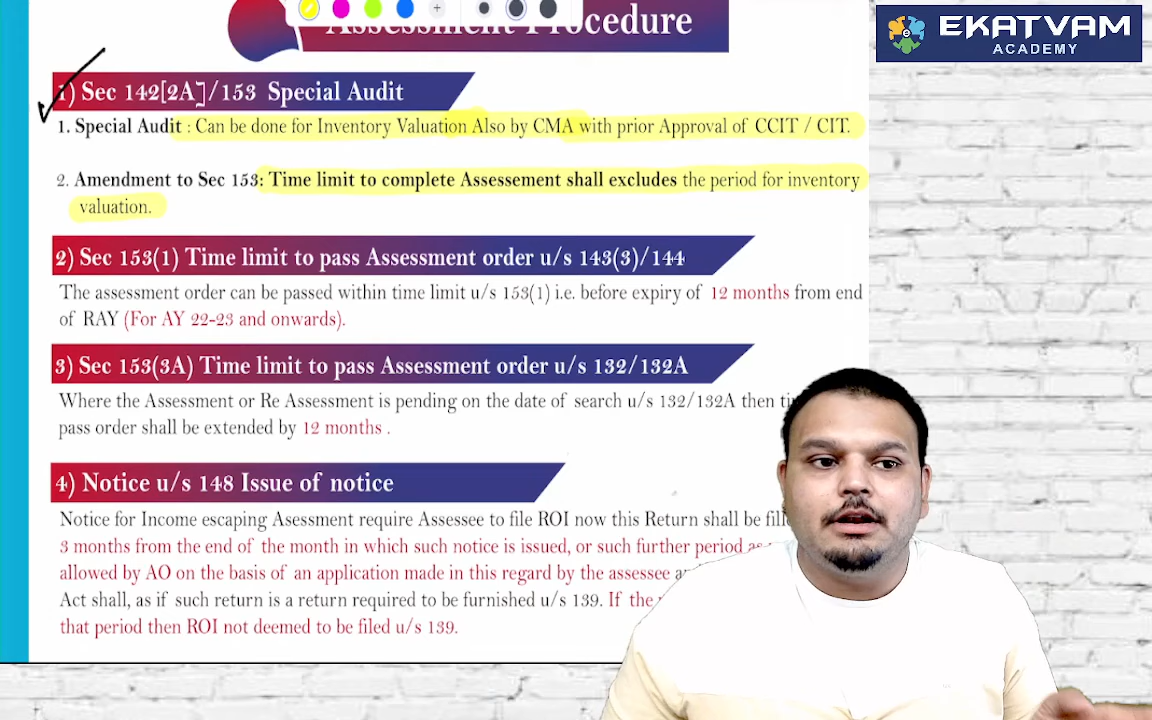 Assessment Procedure
EKATVAM
ACADEMY
1) Sec 142[2A]/153 Special Audit
1. Special Audit : Can be done for Inventory Valuation Also by CMA with prior Approval of CCIT / CIT.
2. Amendment to Sec 153: Time limit to complete Assessement shall excludes the period for inventory
valuation.
2) Sec 153(1) Time limit to pass Assessment order u/s 143(3)/144
The assessment order can be passed within time limit u/s 153(1) i.e. before expiry of 12 months from end
of RAY (For AY 22-23 and onwards).
3) Sec 153(3A) Time limit to pass Assessment order u/s 132/132A
Where the Assessment or Re Assessment is pending on the date of search u/s 132/132A then
pass order shall be extended by 12 months .
4) Notice u/s 148 Issue of notice
Notice for Income escaping Asessment require Assessee to file ROI now this Return shall be
3 months from the end of the month in which such notice is issued, or such further period
allowed by AO on the basis of an application made in this regard by the assessee
Act shall, as if such return is a return required to be furnished u/s 139. If the
that period then ROI not deemed to be filed u/s 139.